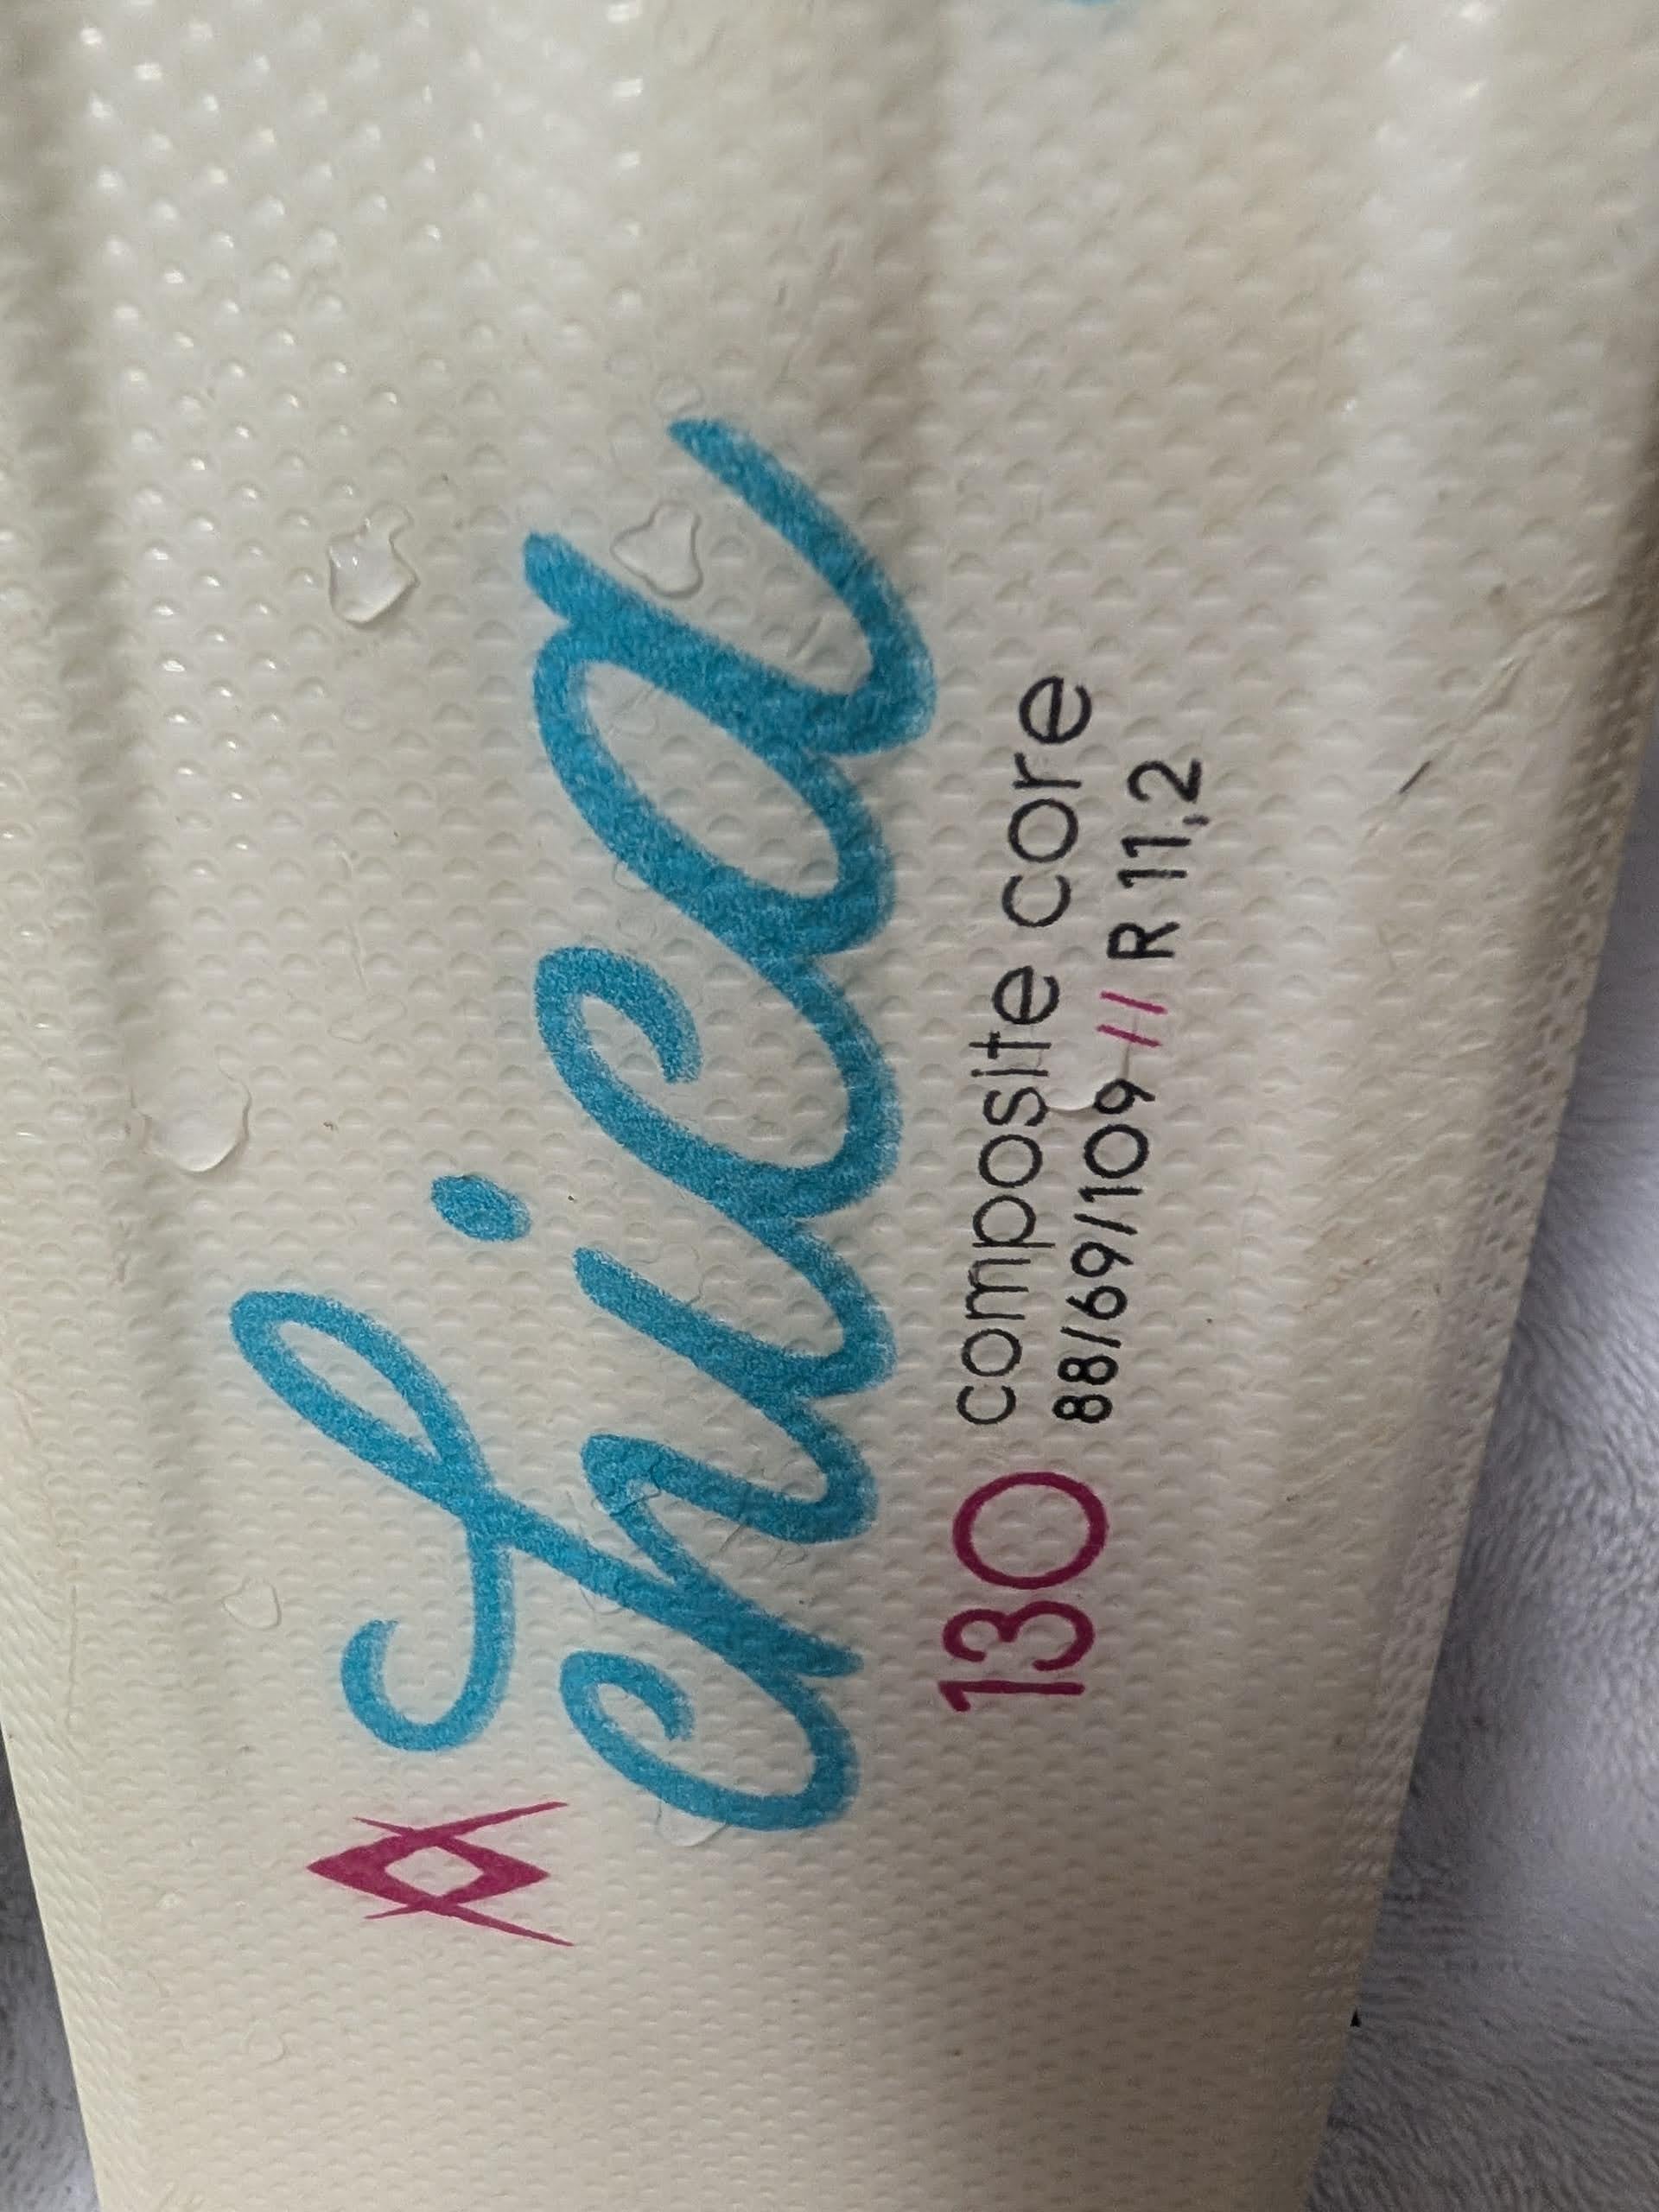 chica
130 composite core
88/69/109 // R 11,2